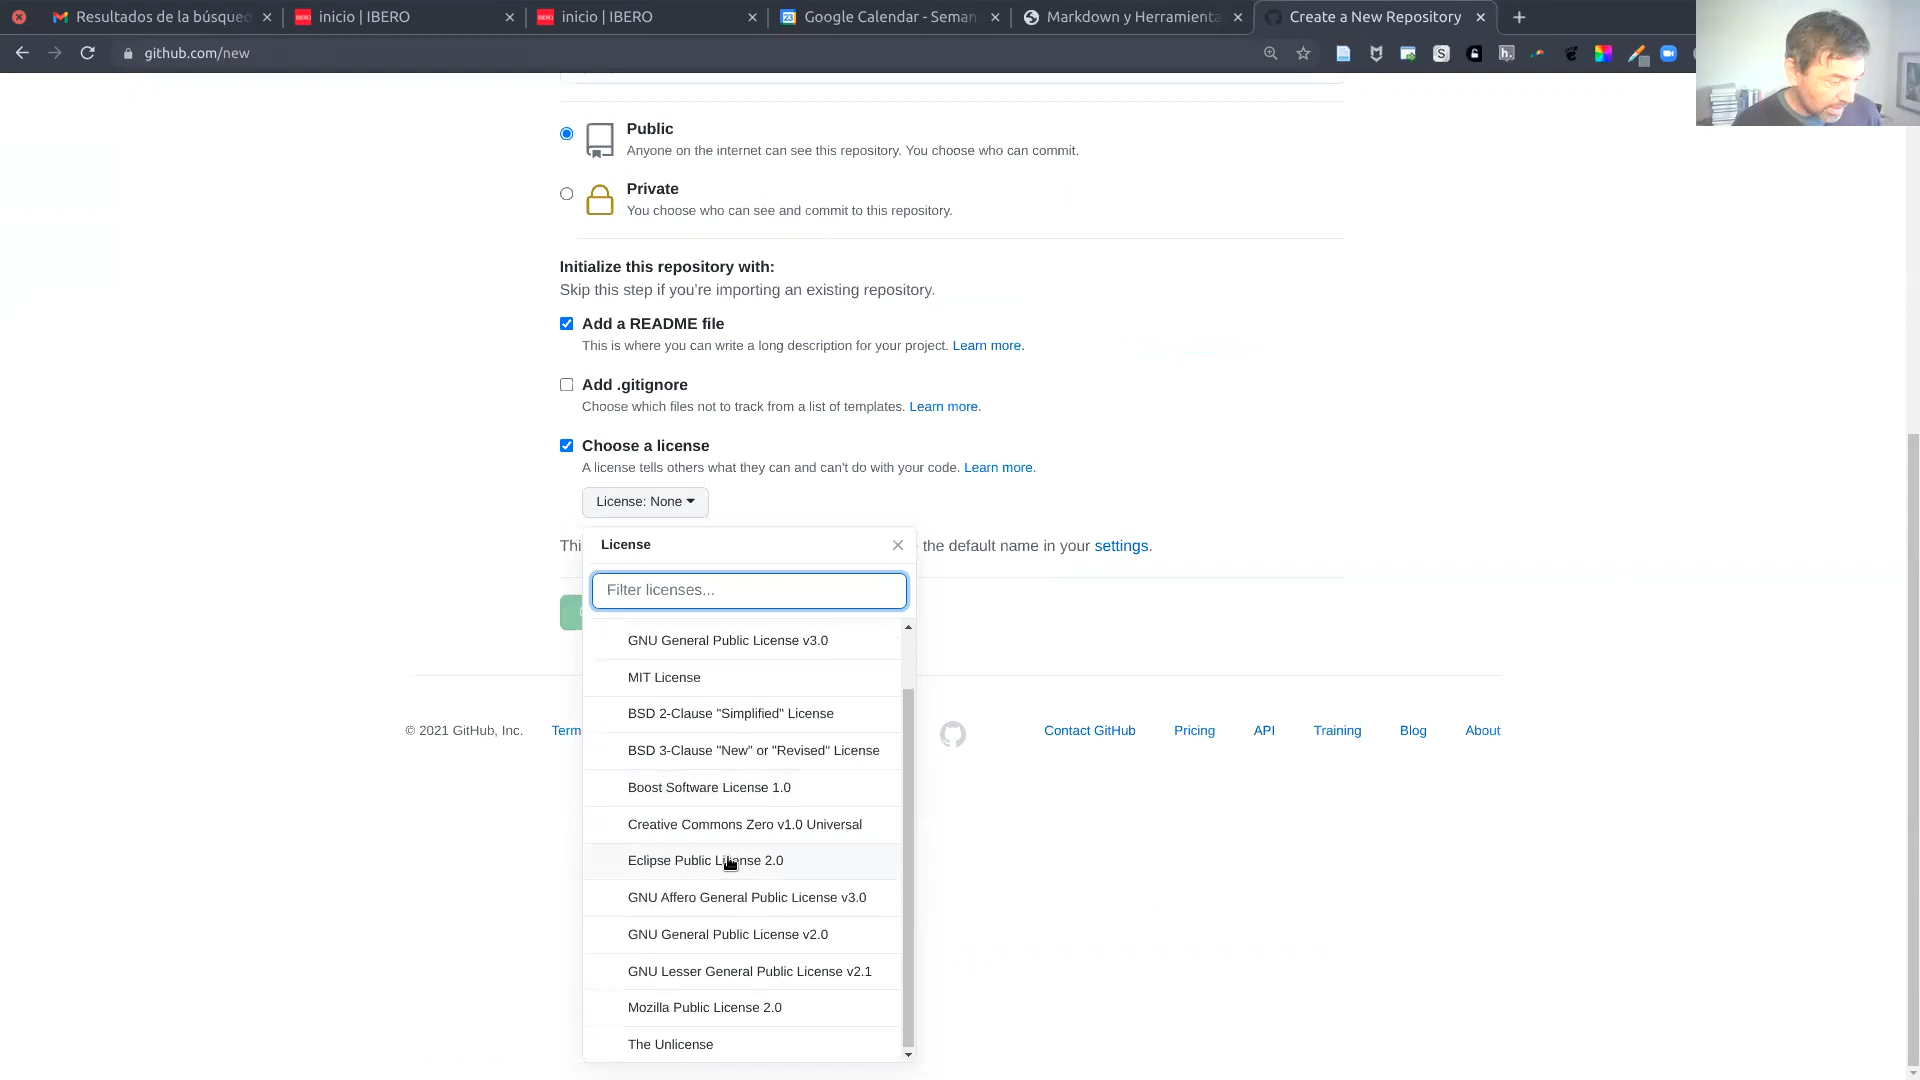 Resultados de la búsqued
inicio | IBERO
inicio | IBERO
23
Google Calendar - Seman
Markdown y Herramienta
Create a New Repository
github.com/new
Public
Anyone on the internet can see this repository. You choose who can commit.
Private
You choose who can see and commit to this repository.
Initialize this repository with:
Skip this step if you're importing an existing repository.
Add a README file
This is where you can write a long description for your project. Learn more.
Add .gitignore
Choose which files not to track from a list of templates. Learn more.
Choose a license
A license tells others what they can and can't do with your code. Learn more.
License: None
License
Thi
the default name in your settings.
Filter licenses...
GNU General Public License v3.0
MIT License
BSD 2-Clause "Simplified" License
© 2021 GitHub, Inc. Term
Contact GitHub Pricing API Training Blog About
BSD 3-Clause "New" or "Revised" License
Boost Software License 1.0
Creative Commons Zero v1.0 Universal
Eclipse Public License 2.0
GNU Affero General Public License v3.0
GNU General Public License v2.0
GNU Lesser General Public License v2.1
Mozilla Public License 2.0
The Unlicense